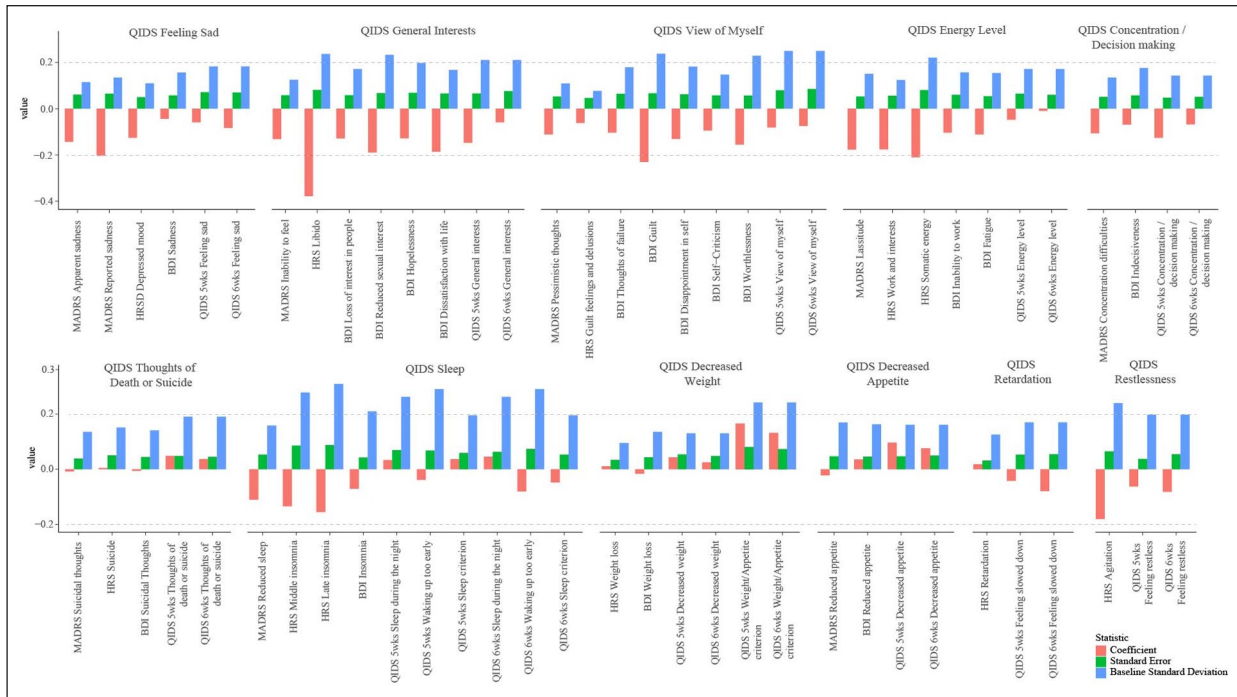 QIDS Feeling Sad
QIDS General Interests
QIDS View of Myself
QIDS Energy Level
QIDS Concentration /
Decision making
value
0.2
0.0
−0.2
−0.4
MADRS Apparent sadness
MADRS Reported sadness
HRSD Depressed mood
BDI Sadness
QIDS 5wks Feeling sad
QIDS 6wks Feeling sad
MADRS Inability to feel
HRS Libido
BDI Loss of interest in people
BDI Reduced sexual interest
BDI Hopelessness
BDI Dissatisfaction with life
QIDS 5wks General interests
QIDS 6wks General interests
MADRS Pessimistic thoughts
HRS Guilt feelings and delusions
BDI Thoughts of failure
BDI Guilt
BDI Disappointment in self
BDI Self−Criticism
BDI Worthlessness
QIDS 5wks View of myself
QIDS 6wks View of myself
MADRS Lassitude
HRS Work and interests
HRS Somatic energy
BDI Inability to work
BDI Fatigue
QIDS 5wks Energy level
QIDS 6wks Energy level
MADRS Concentration difficulties
BDI Indecisiveness
QIDS 5wks Concentration /
decision making
QIDS 6wks Concentration /
decision making
QIDS Thoughts of
Death or Suicide
QIDS Sleep
QIDS Decreased
Weight
QIDS Decreased
Appetite
QIDS
Retardation
QIDS
Restlessness
value
0.3
0.2
0.0
−0.2
MADRS Suicidal thoughts
HRS Suicide
BDI Suicidal Thoughts
QIDS 5wks Thoughts of
death or suicide
QIDS 6wks Thoughts of
death or suicide
MADRS Reduced sleep
HRS Middle insomnia
HRS Late insomnia
BDI Insomnia
QIDS 5wks Sleep during the night
QIDS 5wks Waking up too early
QIDS 5wks Sleep criterion
QIDS 6wks Sleep during the night
QIDS 6wks Waking up too early
QIDS 6wks Sleep criterion
HRS Weight loss
BDI Weight loss
QIDS 5wks Decreased weight
QIDS 6wks Decreased weight
QIDS 5wks Weight/Appetite
criterion
QIDS 6wks Weight/Appetite
criterion
MADRS Reduced appetite
BDI Reduced appetite
QIDS 5wks Decreased appetite
QIDS 6wks Decreased appetite
HRS Retardation
QIDS 5wks Feeling slowed down
QIDS 6wks Feeling slowed down
HRS Agitation
QIDS 5wks
Feeling restless
QIDS 6wks
Feeling restless
Statistic
Coefficient
Standard Error
Baseline Standard Deviation